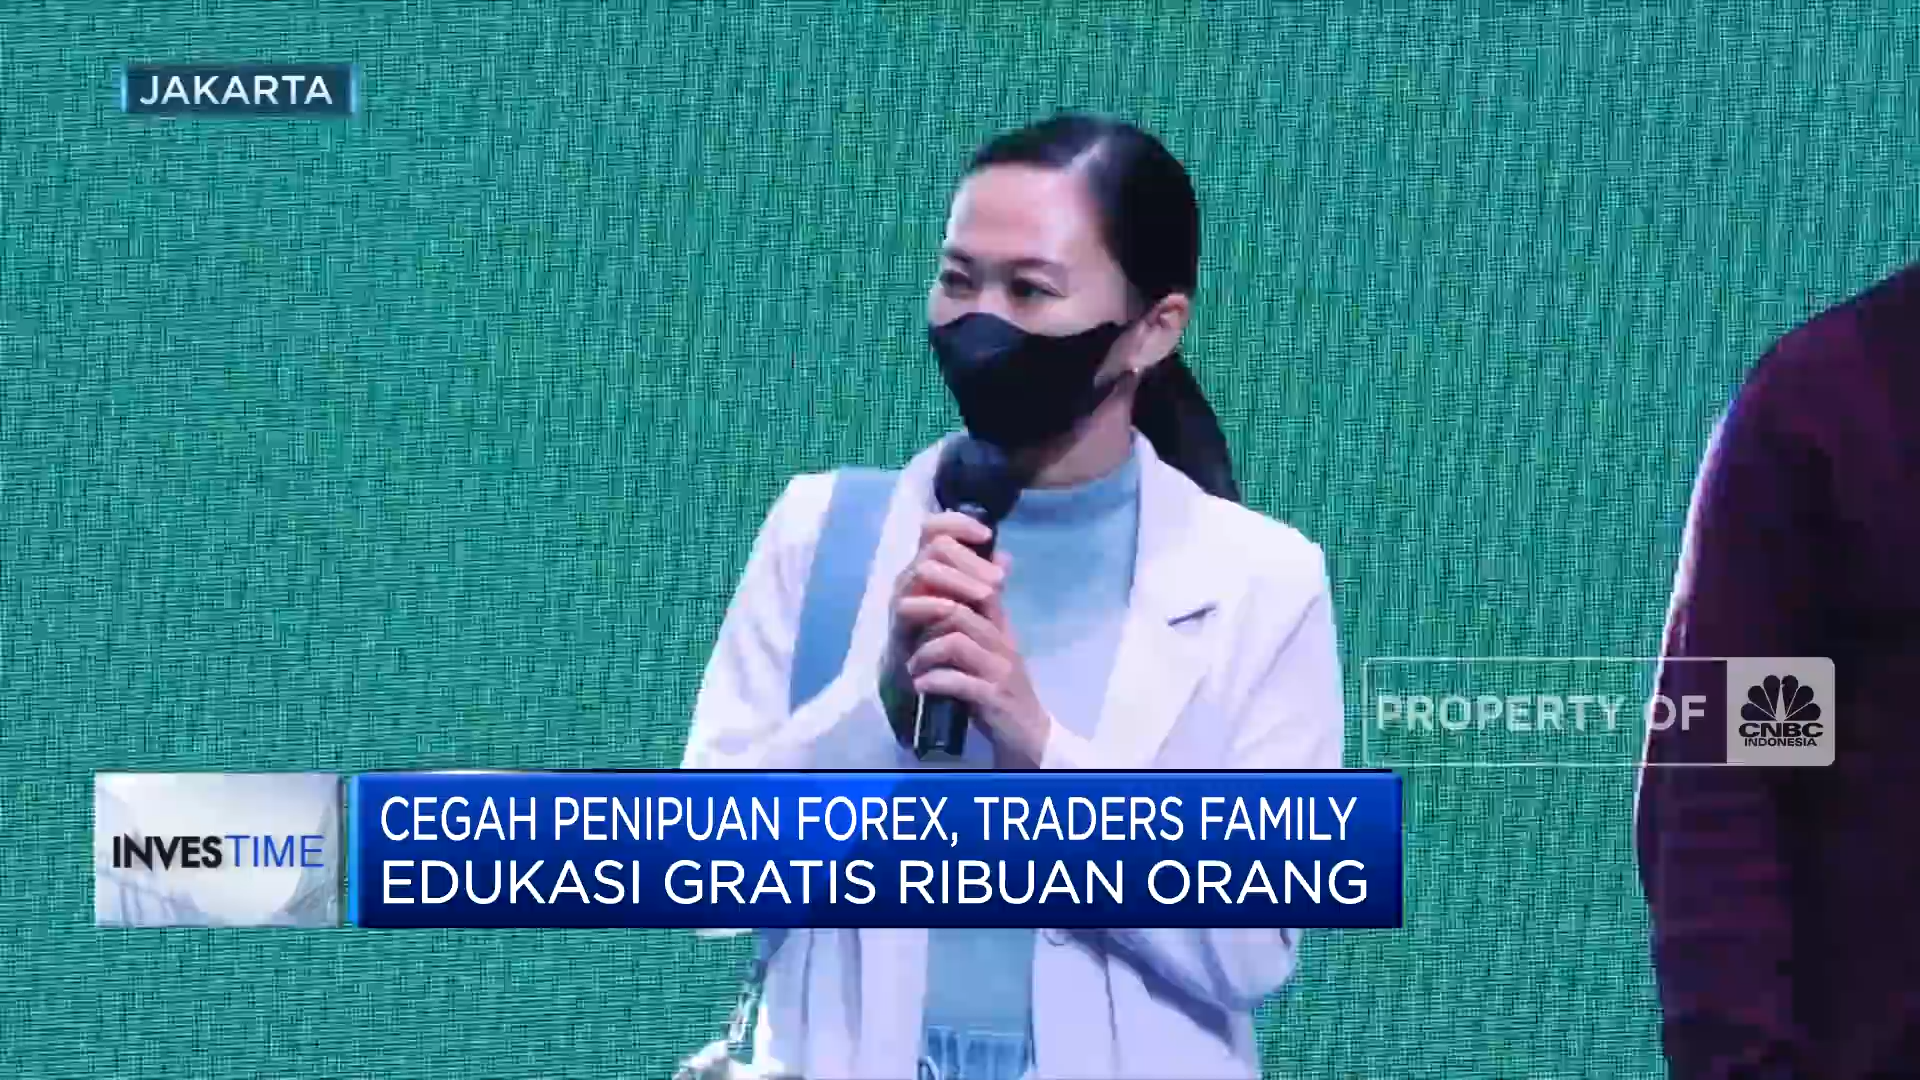 JAKARTA
PROPERTY OF
CNBC
INDONESIA
INVESTIME
CEGAH PENIPUAN FOREX, TRADERS FAMILY
EDUKASI GRATIS RIBUAN ORANG